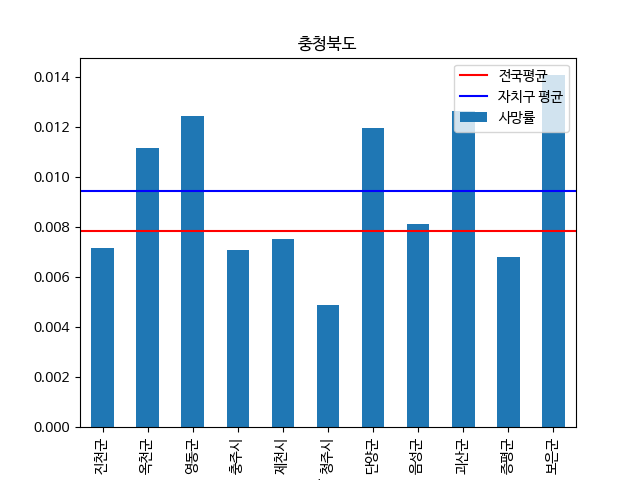 충청북도
전국평균
자치구 평균
사망률
0.014
0.012
0.010
0.008
0.006
0.004
0.002
0.000
진천군
옥천군
영동군
충주시
제천시
청주시
단양군
음성군
괴산군
증평군
보은군